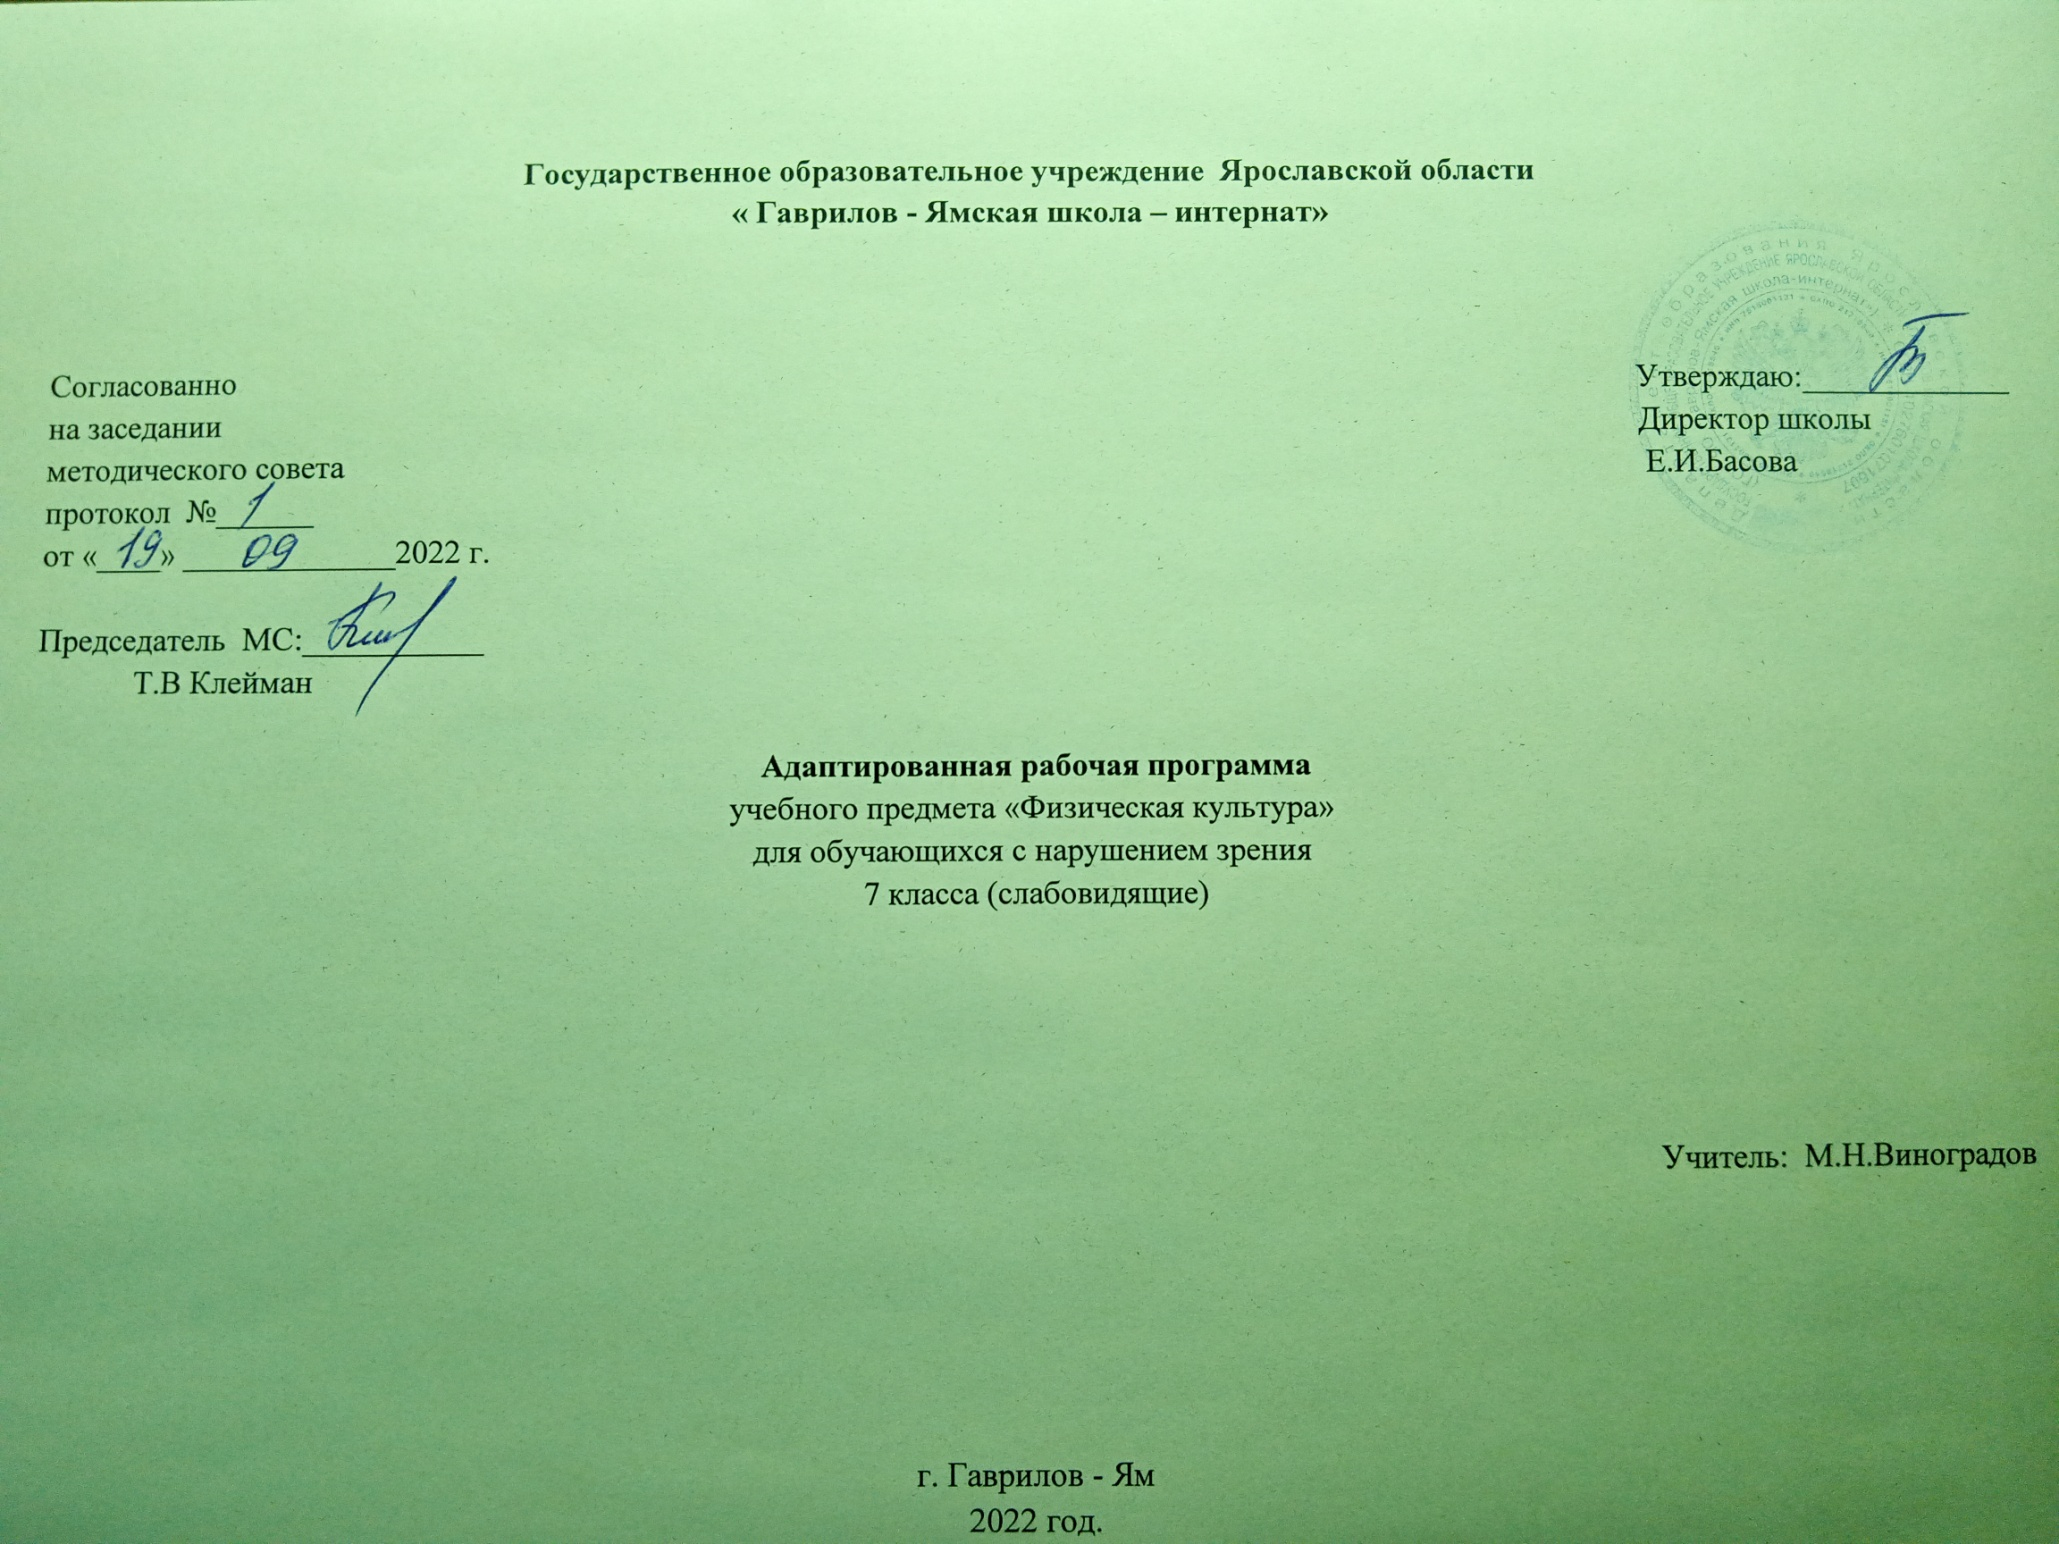 Государственное образовательное учреждение Ярославской области
« Гаврилов - Ямская школа – интернат»
Согласованно
на заседании
методического совета
протокол № 1
от « 19 » 09 2022 г.
Председатель МС:
Т.В Клейман
Утверждаю:
Директор школы
Е.И.Басова
Адаптированная рабочая программа
учебного предмета «Физическая культура»
для обучающихся с нарушением зрения
7 класса (слабовидящие)
Учитель: М.Н.Виноградов
г. Гаврилов - Ям
2022 год.